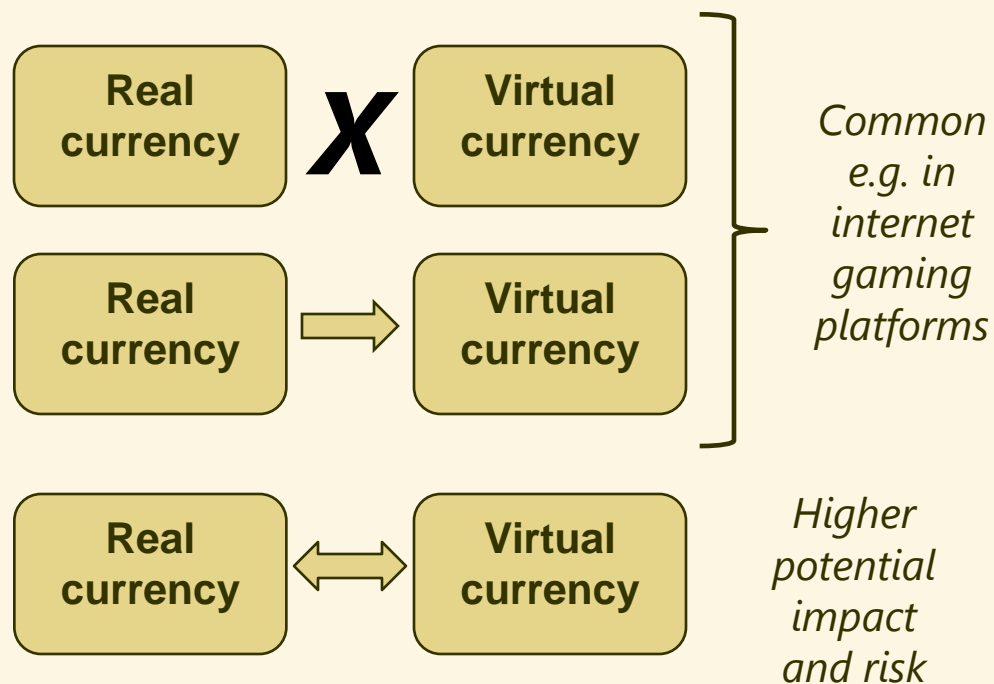 Real
currency
X
Virtual
currency
Common
e.g. in
internet
gaming
platforms
Real
currency
Virtual
currency
Real
currency
Virtual
currency
Higher
potential
impact
and risk